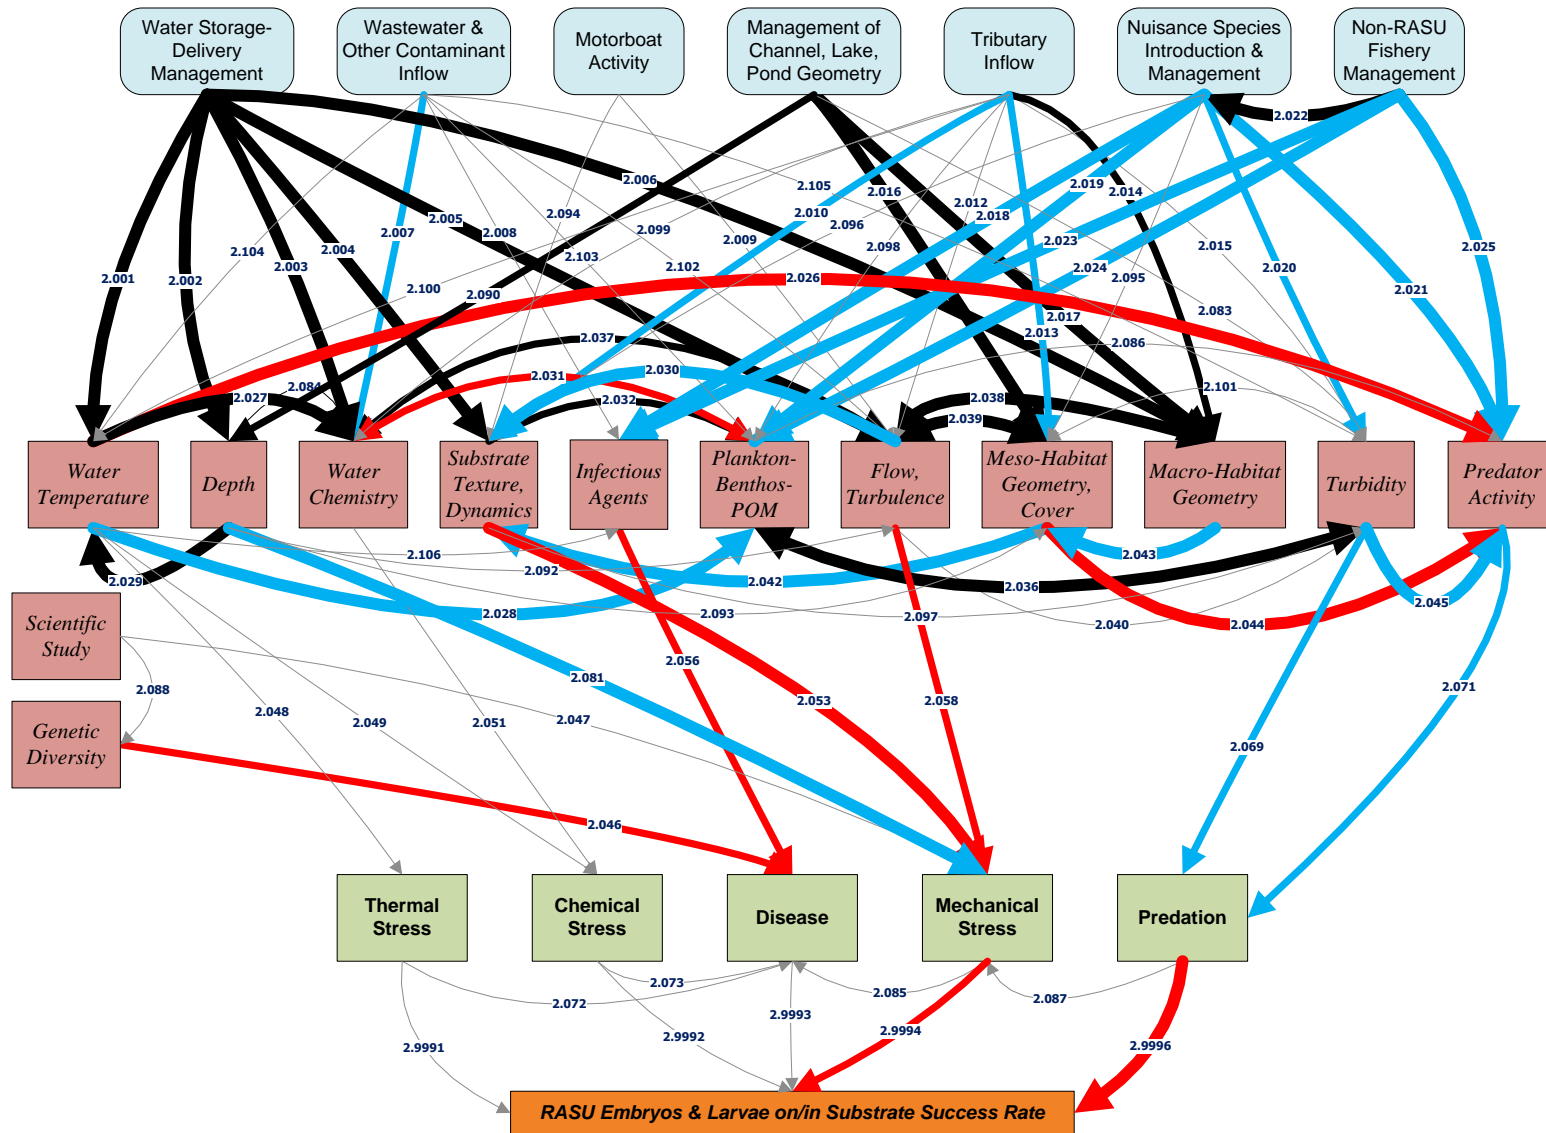 Water Storage-
Delivery
Management
Wastewater &
Other Contaminant
Inflow
Motorboat
Activity
Management of
Channel, Lake,
Pond Geometry
Tributary
Inflow
Nuisance Species
Introduction &
Management
Non-RASU
Fishery
Management
2.022
2.006
2.105
2.016
2.012
2.019
2.014
2.018
2.005
2.094
2.010
2.096
2.007
2.008
2.099
2.009
2.098
2.023
2.015
2.025
2.104
2.004
2.103
2.003
2.102
2.024
2.095
2.020
2.001
2.002
2.100
2.090
2.026
2.021
2.083
2.017
2.013
2.037
2.086
2.030
2.031
2.084
2.027
2.032
2.101
2.038
2.039
Water
Temperature
Depth
Water
Chemistry
Substrate
Texture,
Dynamics
Infectious
Agents
Plankton-
Benthos-
POM
Flow,
Turbulence
Meso-Habitat
Geometry,
Cover
Macro-Habitat
Geometry
Turbidity
Predator
Activity
2.106
2.092
2.043
2.029
2.042
2.036
2.028
2.093
2.097
2.040
2.044
2.045
Scientific
Study
2.088
Genetic
Diversity
2.056
2.081
2.053
2.058
2.071
2.048
2.049
2.051
2.047
2.069
2.046
Thermal
Stress
Chemical
Stress
Disease
Mechanical
Stress
Predation
2.073
2.072
2.085
2.087
2.9993
2.9991
2.9992
2.9994
2.9996
RASU Embryos & Larvae on/in Substrate Success Rate